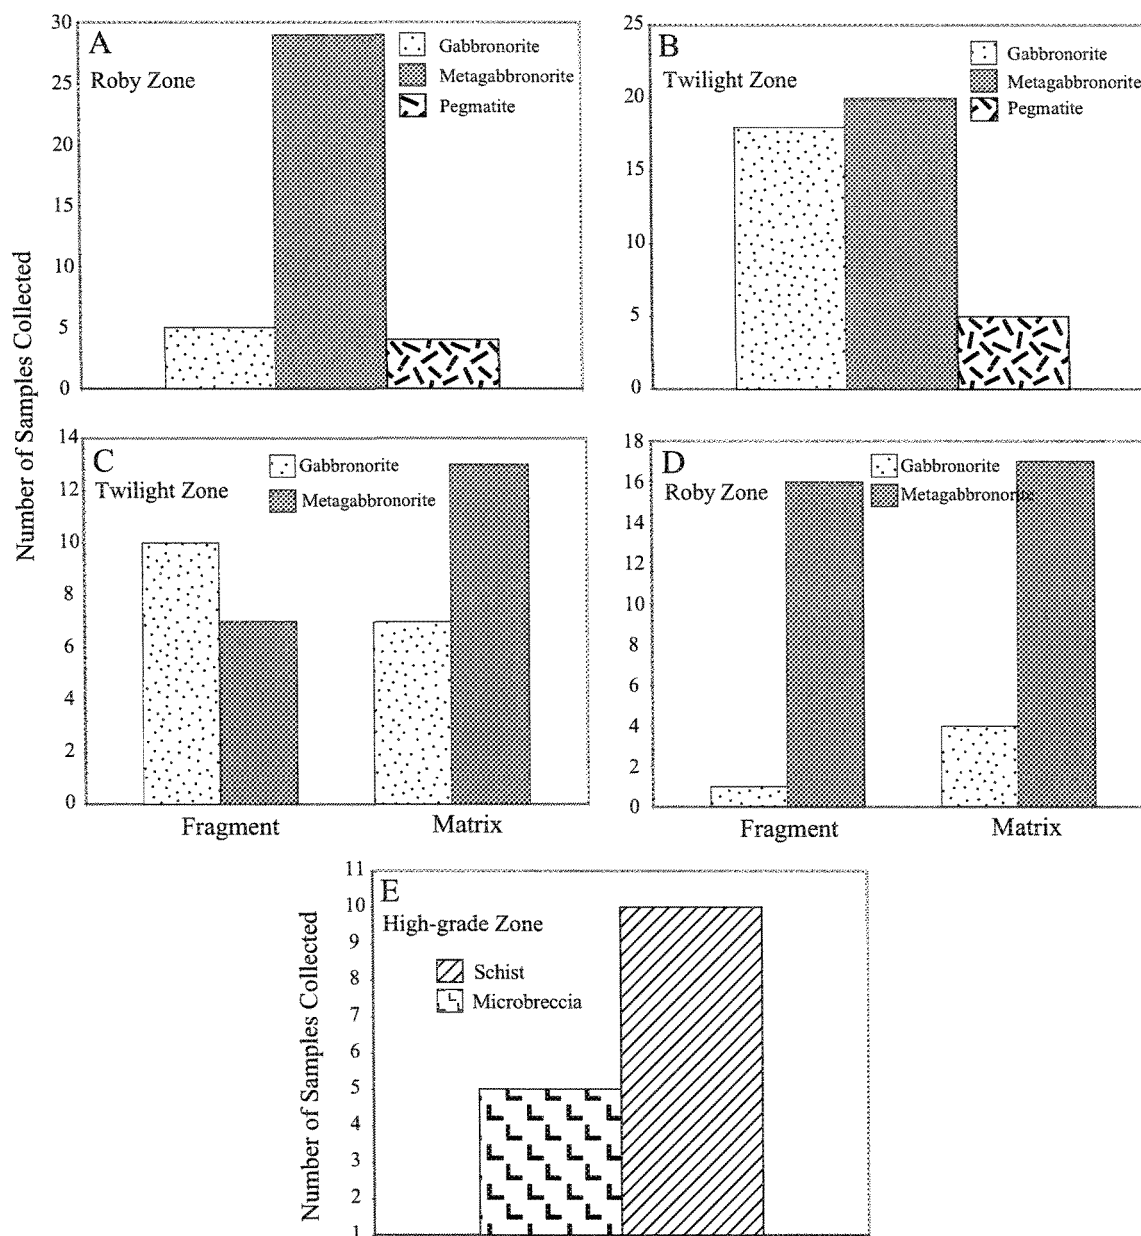 Number of Samples Collected
30
25
20
15
10
5
0
A
Roby Zone
Gabbronorite
Metagabbronorite
Pegmatite
25
20
15
10
5
0
B
Twilight Zone
Gabbronorite
Metagabbronorite
Pegmatite
14
12
10
8
6
4
2
0
C
Twilight Zone
Gabbronorite
Metagabbronorite
Fragment
Matrix
18
16
14
12
10
8
6
4
2
0
D
Roby Zone
Gabbronorite
Metagabbronorite
Fragment
Matrix
Number of Samples Collected
11
10
9
8
7
6
5
4
3
2
1
E
High-grade Zone
Schist
Microbreccia